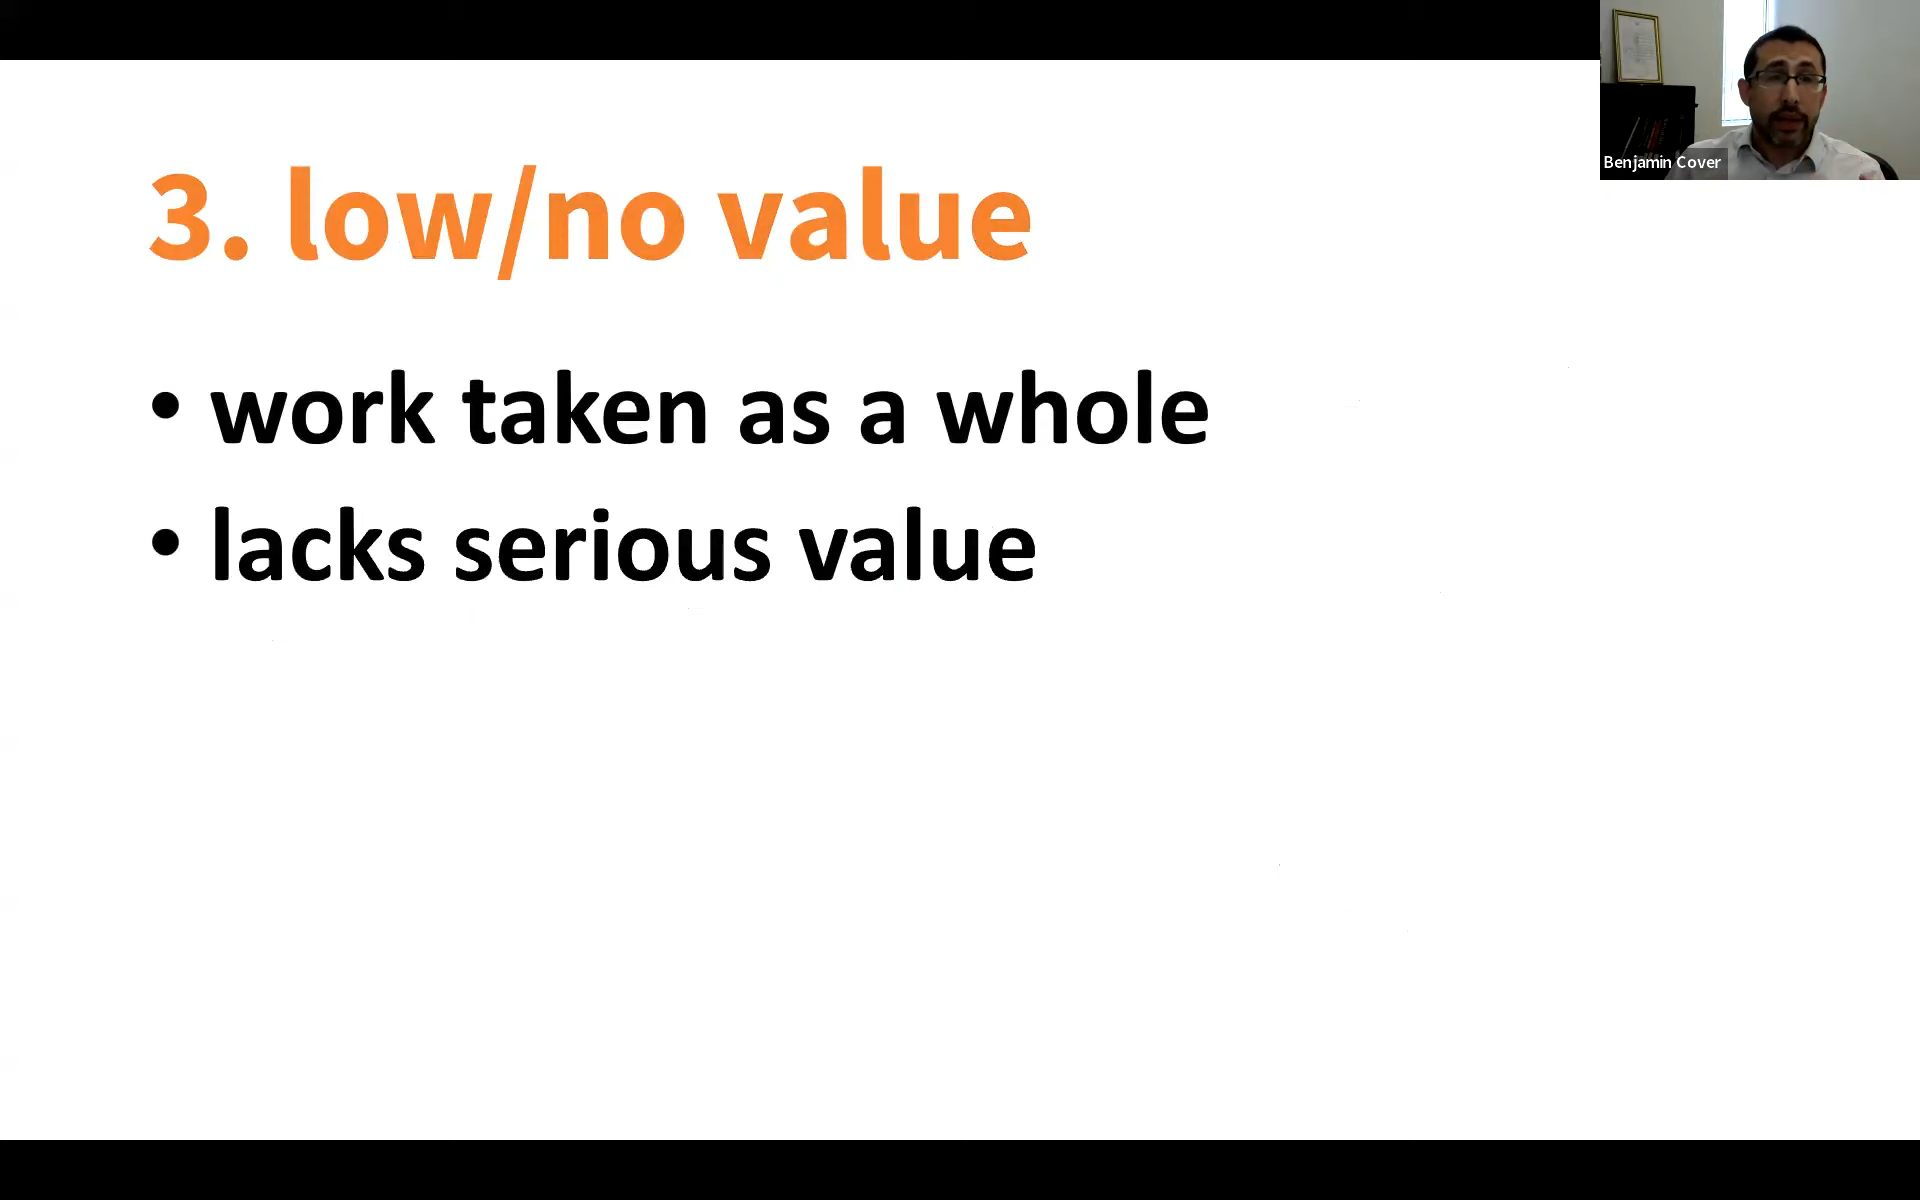 3. low/no value
• work taken as a whole
• lacks serious value
Benjamin Cover